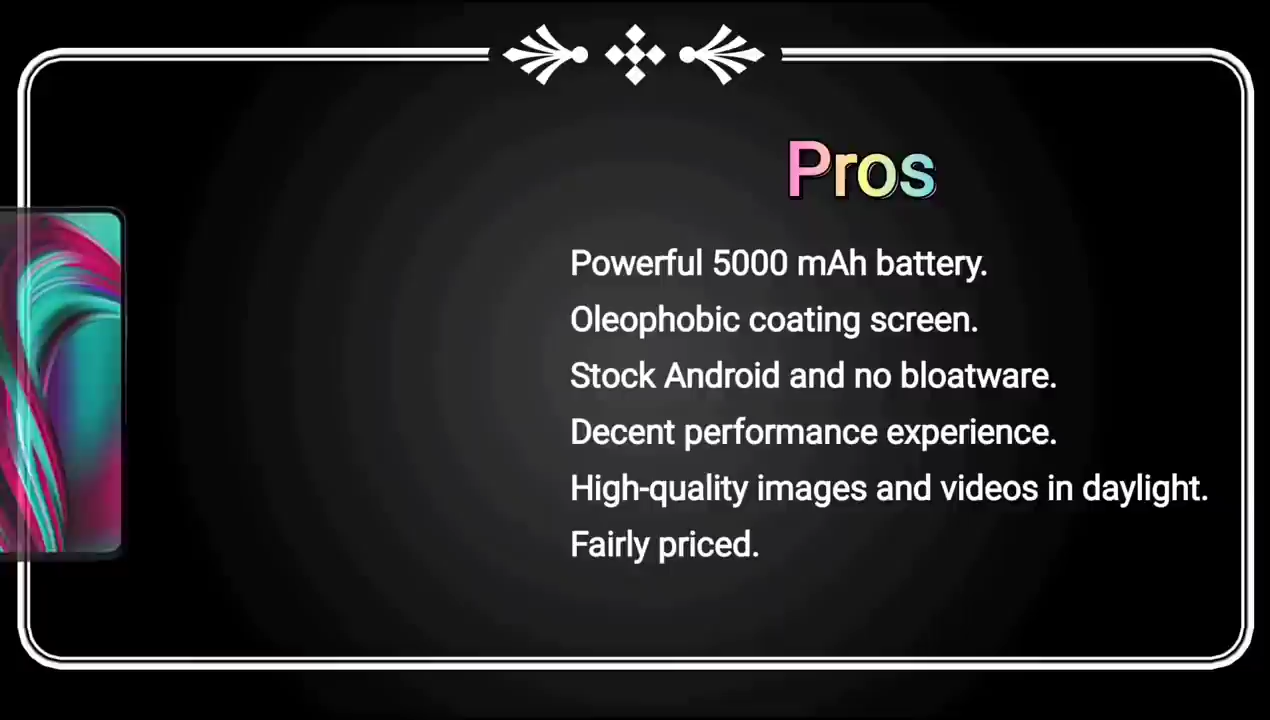 Pros
Powerful 5000 mAh battery.
Oleophobic coating screen.
Stock Android and no bloatware.
Decent performance experience.
High-quality images and videos in daylight.
Fairly priced.